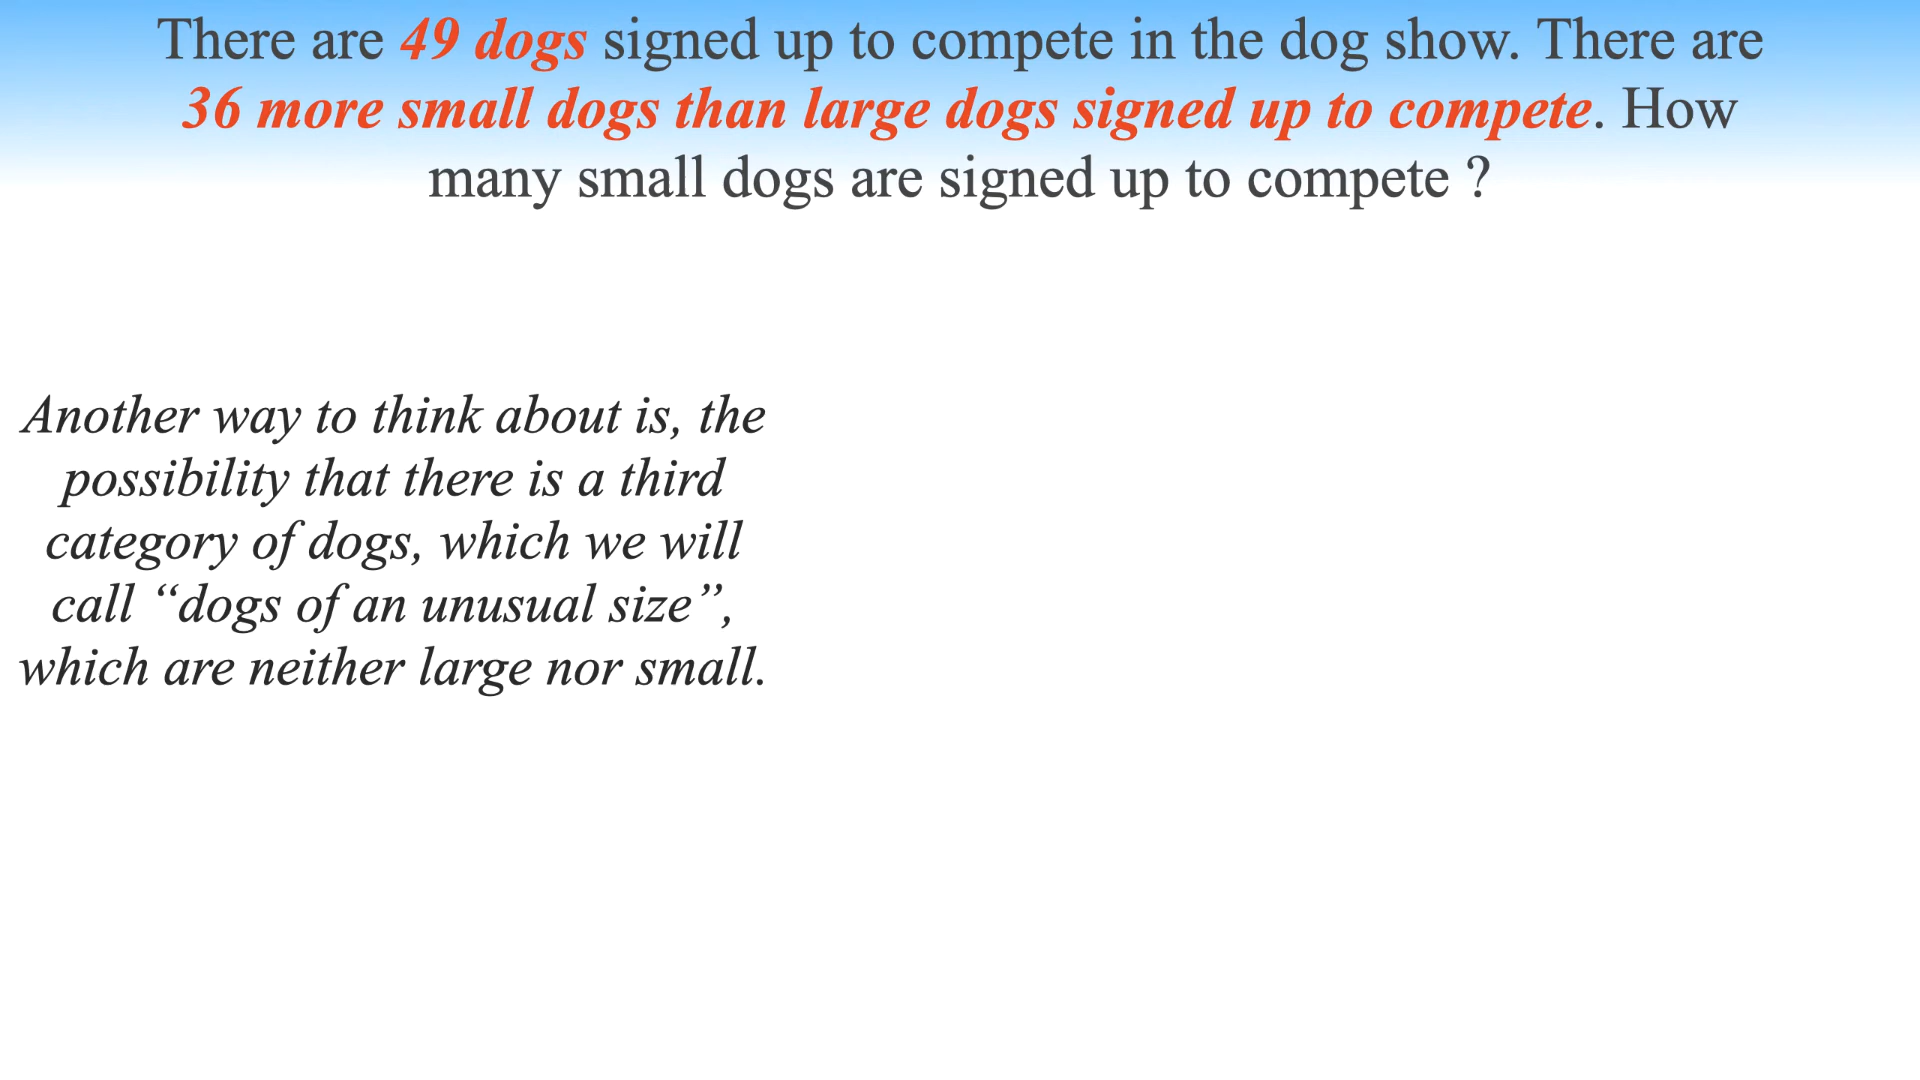 There are 49 dogs signed up to compete in the dog show. There are
36 more small dogs than large dogs signed up to compete. How
many small dogs are signed up to compete ?
Another way to think about is, the
possibility that there is a third
category of dogs, which we will
call “dogs of an unusual size”,
which are neither large nor small.